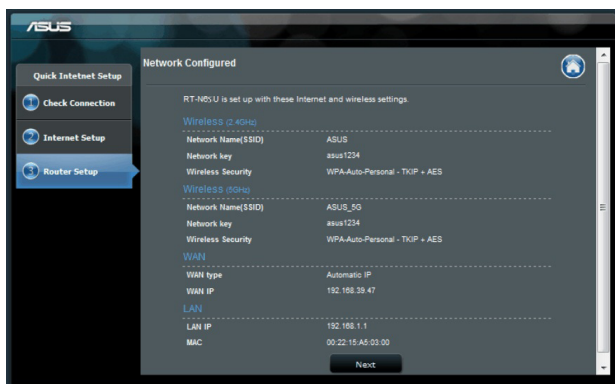 ASUS
Quick Intetnet Setup
1 Check Connection
2 Internet Setup
3 Router Setup
Network Configured
RT-N65U is set up with these Internet and wireless settings.
Wireless (2.4GHz)
Network Name(SSID) ASUS
Network key asus1234
Wireless Security WPA-Auto-Personal - TKIP + AES
Wireless (5GHz)
Network Name(SSID) ASUS_5G
Network key asus1234
Wireless Security WPA-Auto-Personal - TKIP + AES
WAN
WAN type Automatic IP
WAN IP 192.168.39.47
LAN
LAN IP 192.168.1.1
MAC 00:22:15:A5:03:00
Next